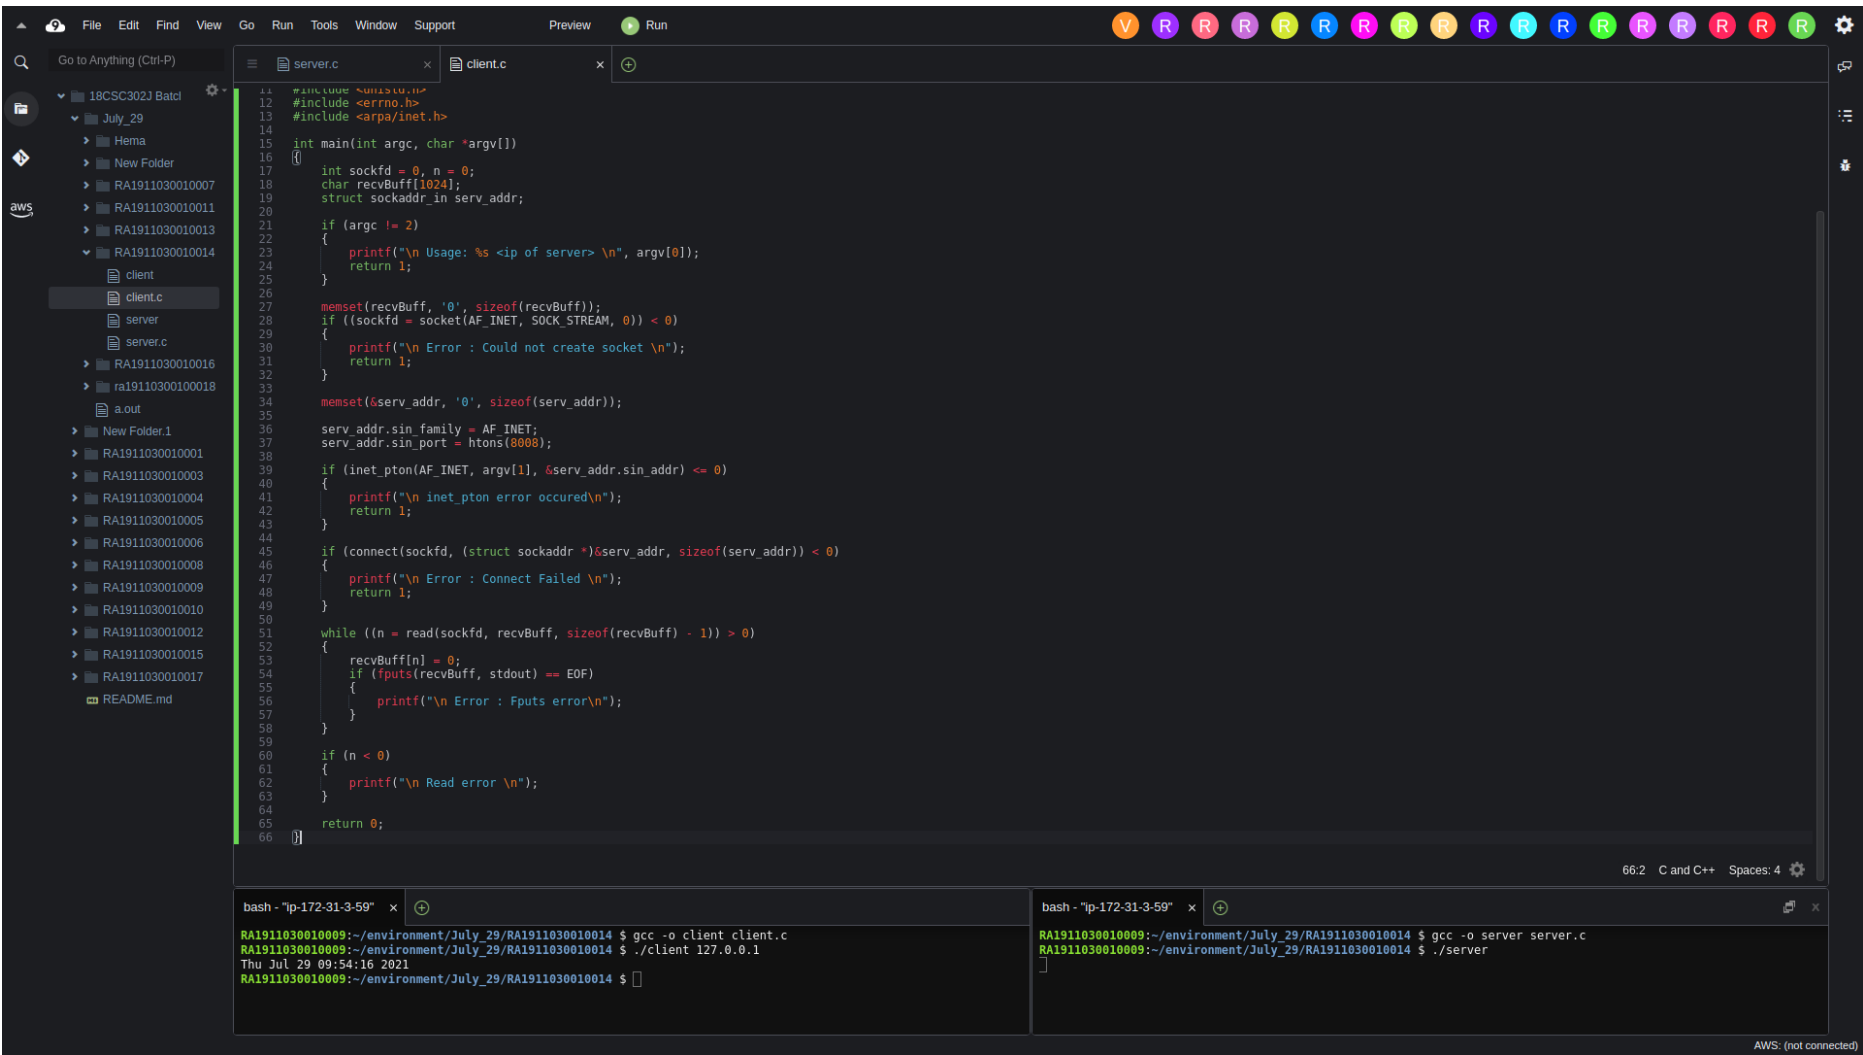 File Edit Find View Go Run Tools Window Support Preview Run
V R R R R R R R R R R R R R R R R R
Go to Anything (Ctrl-P)
aws
18CSC302J Batcl
July_29
Hema
New Folder
RA1911030010007
RA1911030010011
RA1911030010013
RA1911030010014
client
client.c
server
server.c
RA1911030010016
ra19110300100018
a.out
New Folder.1
RA1911030010001
RA1911030010003
RA1911030010004
RA1911030010005
RA1911030010006
RA1911030010008
RA1911030010009
RA1911030010010
RA1911030010012
RA1911030010015
RA1911030010017
README.md
server.c × client.c ×
11 #include <unistd.h>
12 #include <errno.h>
13 #include <arpa/inet.h>
14
15 int main(int argc, char *argv[])
16 {
17     int sockfd = 0, n = 0;
18     char recvBuff[1024];
19     struct sockaddr_in serv_addr;
20
21     if (argc != 2)
22     {
23         printf("\n Usage: %s <ip of server> \n", argv[0]);
24         return 1;
25     }
26
27     memset(recvBuff, '0', sizeof(recvBuff));
28     if ((sockfd = socket(AF_INET, SOCK_STREAM, 0)) < 0)
29     {
30         printf("\n Error : Could not create socket \n");
31         return 1;
32     }
33
34     memset(&serv_addr, '0', sizeof(serv_addr));
35
36     serv_addr.sin_family = AF_INET;
37     serv_addr.sin_port = htons(8008);
38
39     if (inet_pton(AF_INET, argv[1], &serv_addr.sin_addr) <= 0)
40     {
41         printf("\n inet_pton error occured\n");
42         return 1;
43     }
44
45     if (connect(sockfd, (struct sockaddr *)&serv_addr, sizeof(serv_addr)) < 0)
46     {
47         printf("\n Error : Connect Failed \n");
48         return 1;
49     }
50
51     while ((n = read(sockfd, recvBuff, sizeof(recvBuff) - 1)) > 0)
52     {
53         recvBuff[n] = 0;
54         if (fputs(recvBuff, stdout) == EOF)
55         {
56             printf("\n Error : Fputs error\n");
57         }
58     }
59
60     if (n < 0)
61     {
62         printf("\n Read error \n");
63     }
64
65     return 0;
66 }
66:2 C and C++ Spaces: 4
bash - "ip-172-31-3-59" ×
RA1911030010009:~/environment/July_29/RA1911030010014 $ gcc -o client client.c
RA1911030010009:~/environment/July_29/RA1911030010014 $ ./client 127.0.0.1
Thu Jul 29 09:54:16 2021
RA1911030010009:~/environment/July_29/RA1911030010014 $
bash - "ip-172-31-3-59" ×
RA1911030010009:~/environment/July_29/RA1911030010014 $ gcc -o server server.c
RA1911030010009:~/environment/July_29/RA1911030010014 $ ./server
AWS: (not connected)